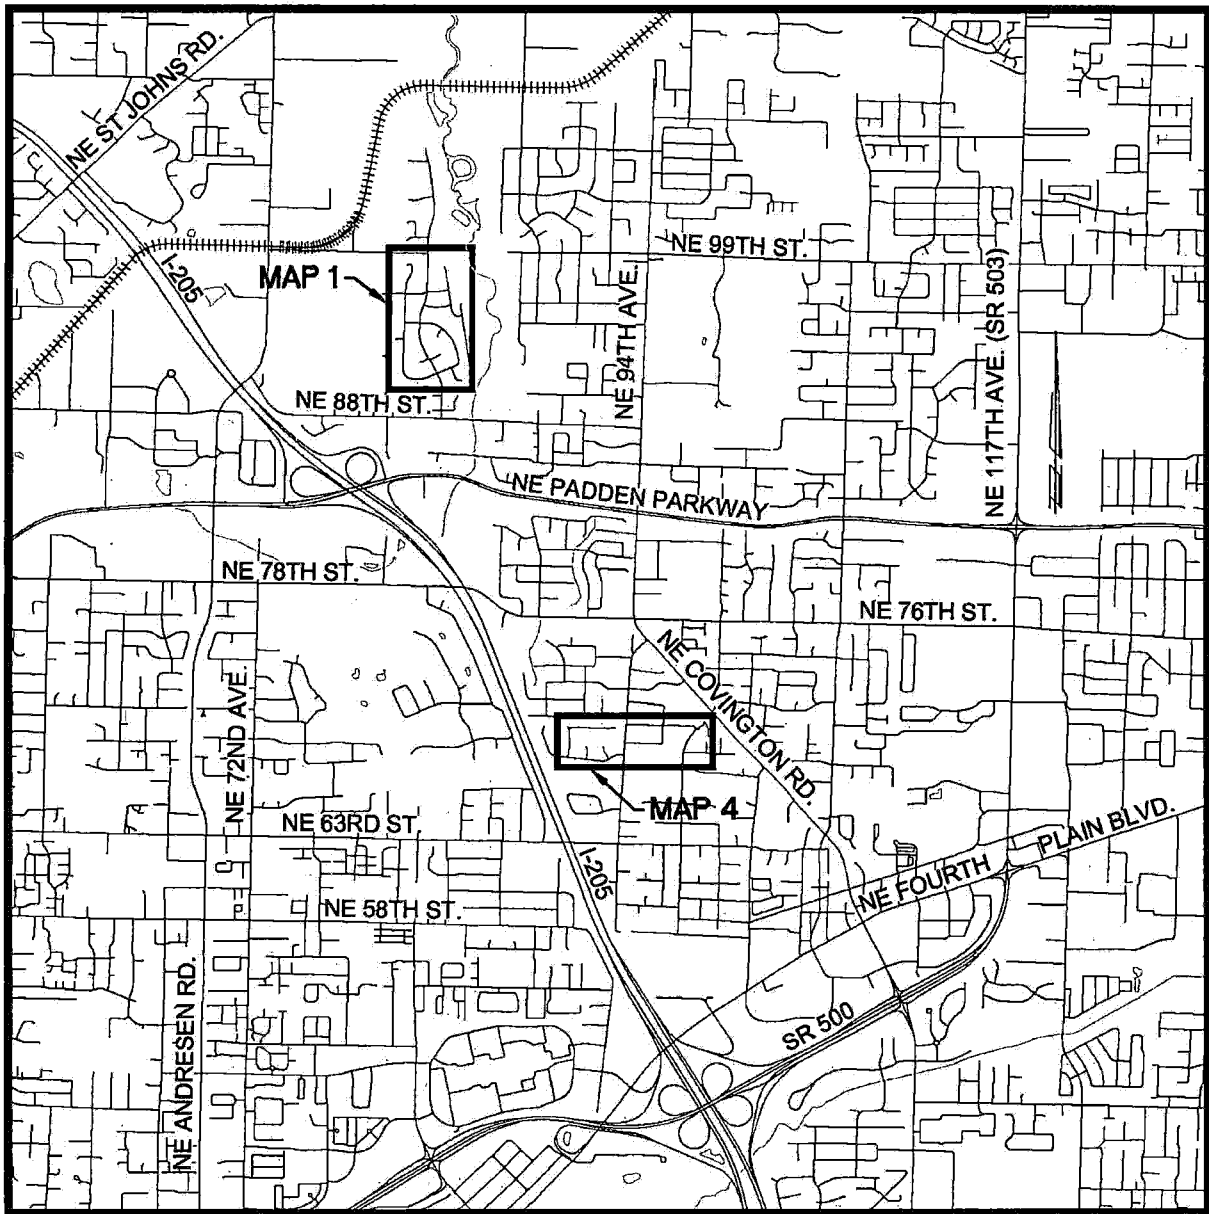 NE ST JOHNS RD.
NE 99TH ST.
I-205
MAP 1
NE 94TH AVE.
NE 117TH AVE. (SR 503)
NE 88TH ST.
NE PADDEN PARKWAY
NE 78TH ST.
NE 76TH ST.
NE COVINGTON RD.
NE 72ND AVE.
MAP 4
NE 63RD ST.
NE FOURTH PLAIN BLVD.
I-205
NE 58TH ST.
NE ANDRESEN RD.
SR 500